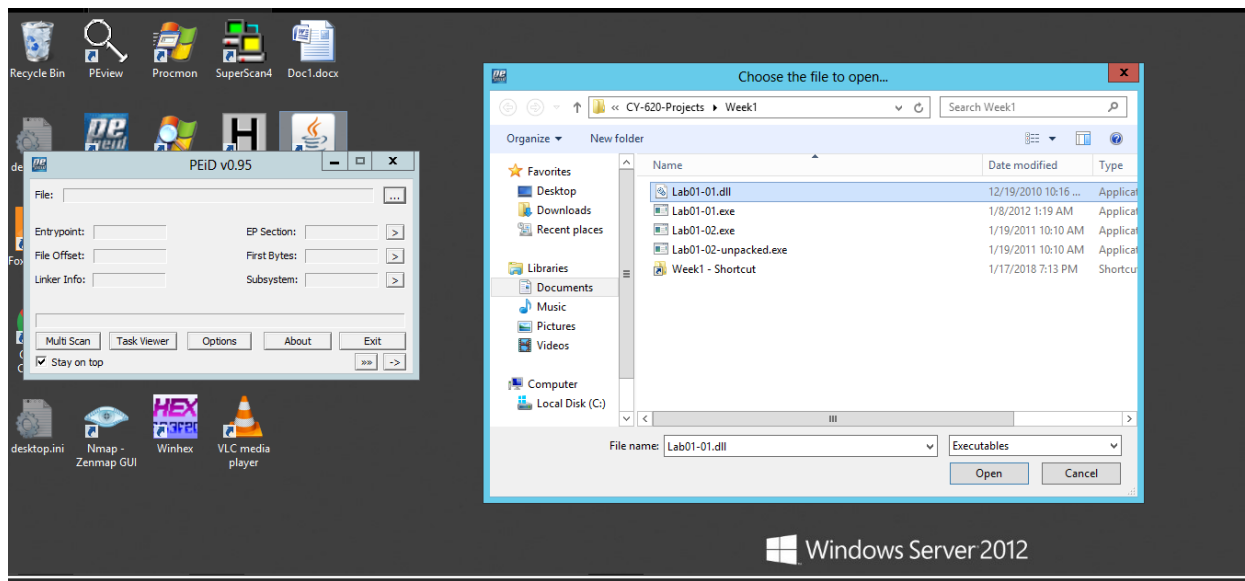 Recycle Bin
PEview
Procmon
SuperScan4
Doc1.docx
PEiD
H
de
PEiD v0.95
File:
...
Entrypoint:
EP Section:
>
File Offset:
First Bytes:
>
Linker Info:
Subsystem:
>
Multi Scan
Task Viewer
Options
About
Exit
Stay on top
»»
->
Fox
C
HEX
desktop.ini
Nmap -
Zenmap GUI
Winhex
VLC media
player
Choose the file to open...
x
« CY-620-Projects ▸ Week1
Search Week1
Organize
New folder
Favorites
Desktop
Downloads
Recent places
Libraries
Documents
Music
Pictures
Videos
Computer
Local Disk (C:)
Name
Date modified
Type
Lab01-01.dll
12/19/2010 10:16 ...
Applicat
Lab01-01.exe
1/8/2012 1:19 AM
Applicat
Lab01-02.exe
1/19/2011 10:10 AM
Applicat
Lab01-02-unpacked.exe
1/19/2011 10:10 AM
Applicat
Week1 - Shortcut
1/17/2018 7:13 PM
Shortcu
File name:
Lab01-01.dll
Executables
Open
Cancel
Windows Server 2012